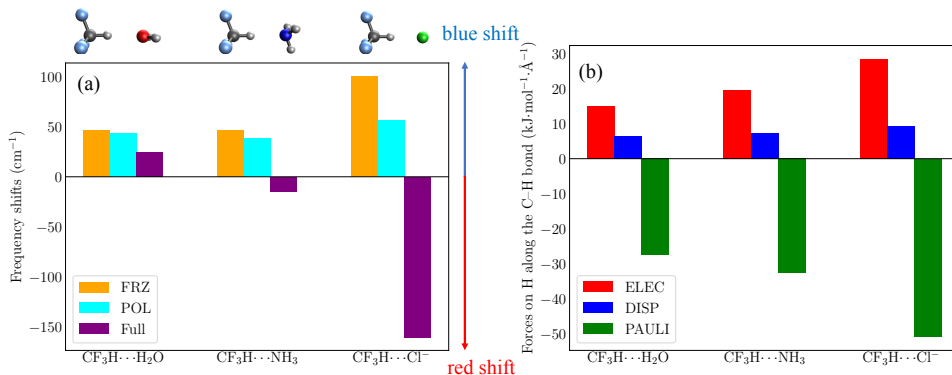 blue shift
(a)
Frequency shifts (cm⁻¹)
100
50
0
−50
−100
−150
FRZ
POL
Full
CF₃H···H₂O
CF₃H···NH₃
CF₃H···Cl⁻
red shift
(b)
Forces on H along the C–H bond (kJ·mol⁻¹·Å⁻¹)
30
20
10
0
−10
−20
−30
−40
−50
ELEC
DISP
PAULI
CF₃H···H₂O
CF₃H···NH₃
CF₃H···Cl⁻